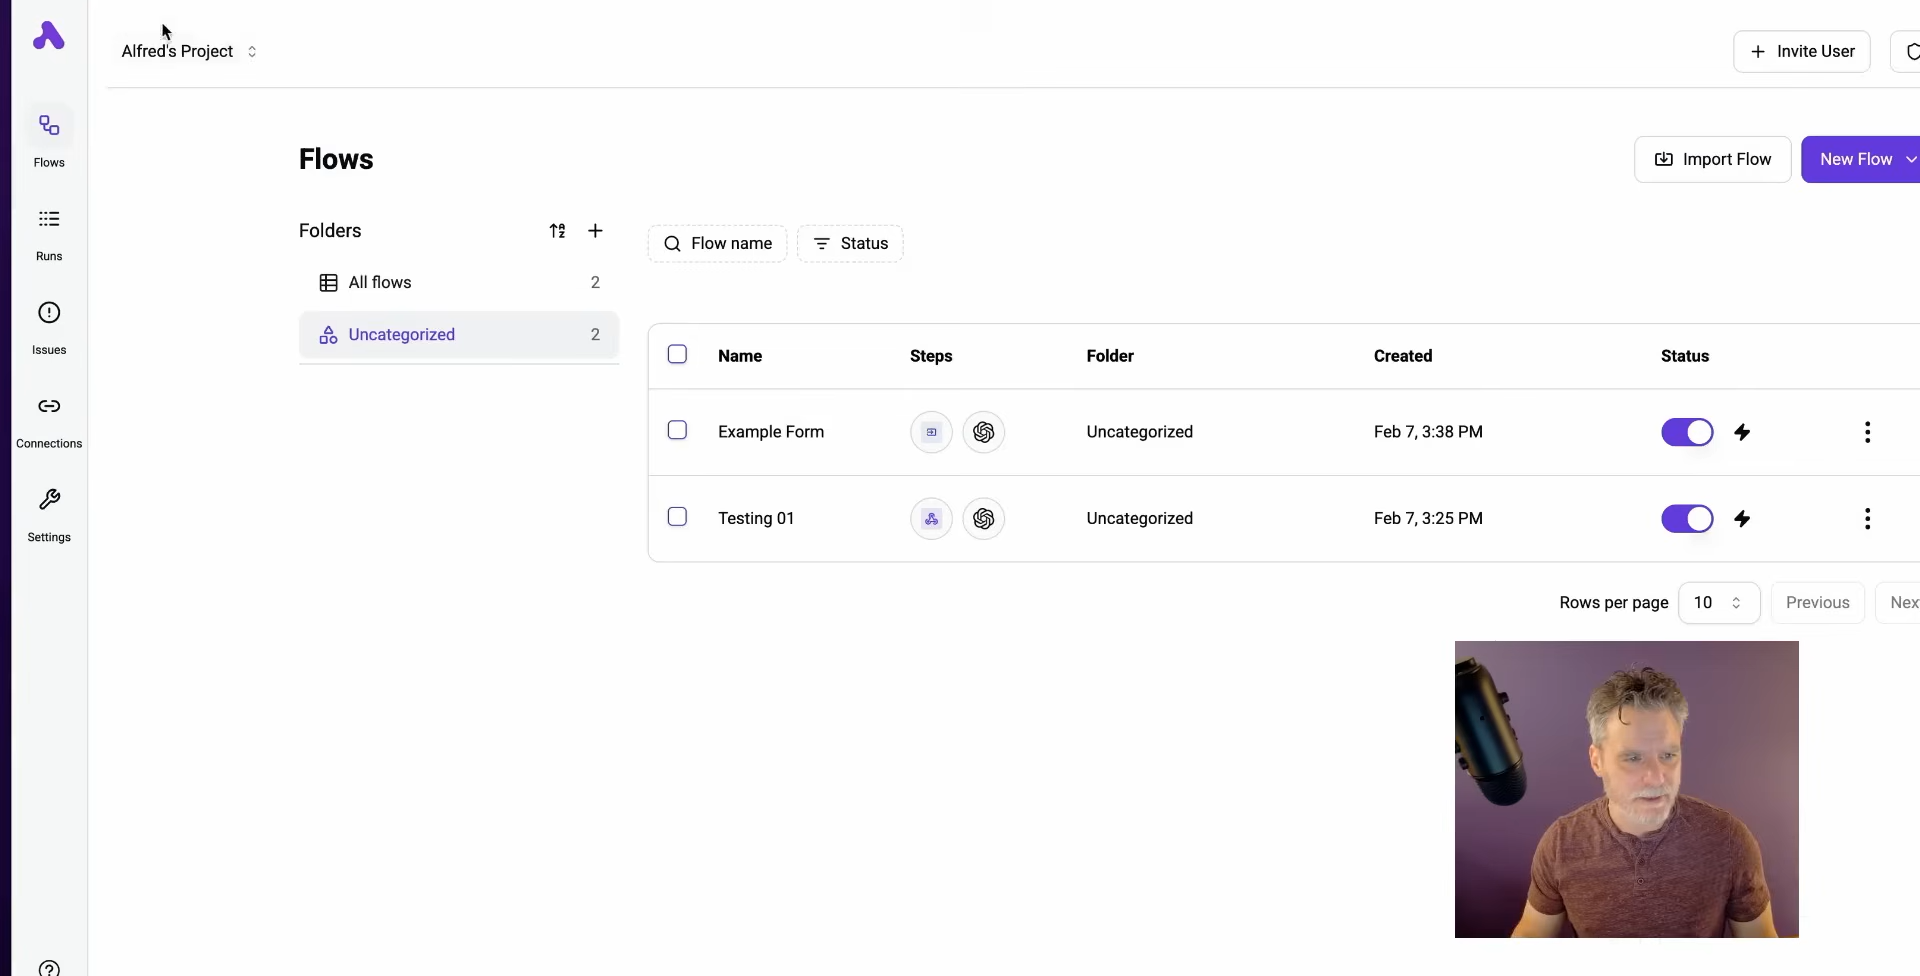 Alfred's Project
Invite User
Flows
Runs
Issues
Connections
Settings
Flows
Import Flow
New Flow
Folders
All flows 2
Uncategorized 2
Flow name
Status
Name Steps Folder Created Status
Example Form Uncategorized Feb 7, 3:38 PM
Testing 01 Uncategorized Feb 7, 3:25 PM
Rows per page 10 Previous Nex